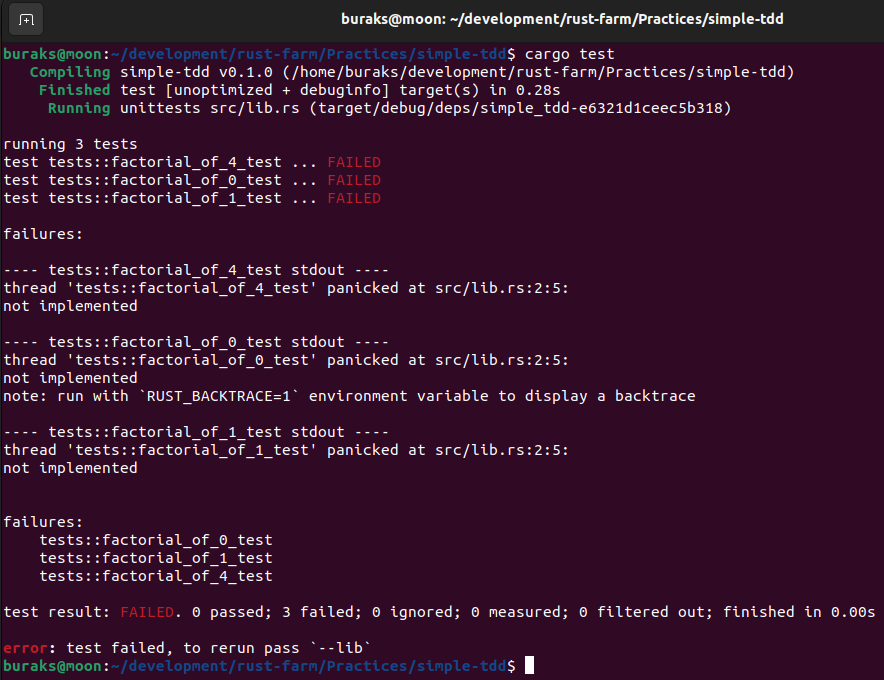 buraks@moon: ~/development/rust-farm/Practices/simple-tdd
buraks@moon:~/development/rust-farm/Practices/simple-tdd$ cargo test
   Compiling simple-tdd v0.1.0 (/home/buraks/development/rust-farm/Practices/simple-tdd)
    Finished test [unoptimized + debuginfo] target(s) in 0.28s
     Running unittests src/lib.rs (target/debug/deps/simple_tdd-e6321d1ceec5b318)
running 3 tests
test tests::factorial_of_4_test ... FAILED
test tests::factorial_of_0_test ... FAILED
test tests::factorial_of_1_test ... FAILED
failures:
---- tests::factorial_of_4_test stdout ----
thread 'tests::factorial_of_4_test' panicked at src/lib.rs:2:5:
not implemented
---- tests::factorial_of_0_test stdout ----
thread 'tests::factorial_of_0_test' panicked at src/lib.rs:2:5:
not implemented
note: run with `RUST_BACKTRACE=1` environment variable to display a backtrace
---- tests::factorial_of_1_test stdout ----
thread 'tests::factorial_of_1_test' panicked at src/lib.rs:2:5:
not implemented
failures:
    tests::factorial_of_0_test
    tests::factorial_of_1_test
    tests::factorial_of_4_test
test result: FAILED. 0 passed; 3 failed; 0 ignored; 0 measured; 0 filtered out; finished in 0.00s
error: test failed, to rerun pass `--lib`
buraks@moon:~/development/rust-farm/Practices/simple-tdd$